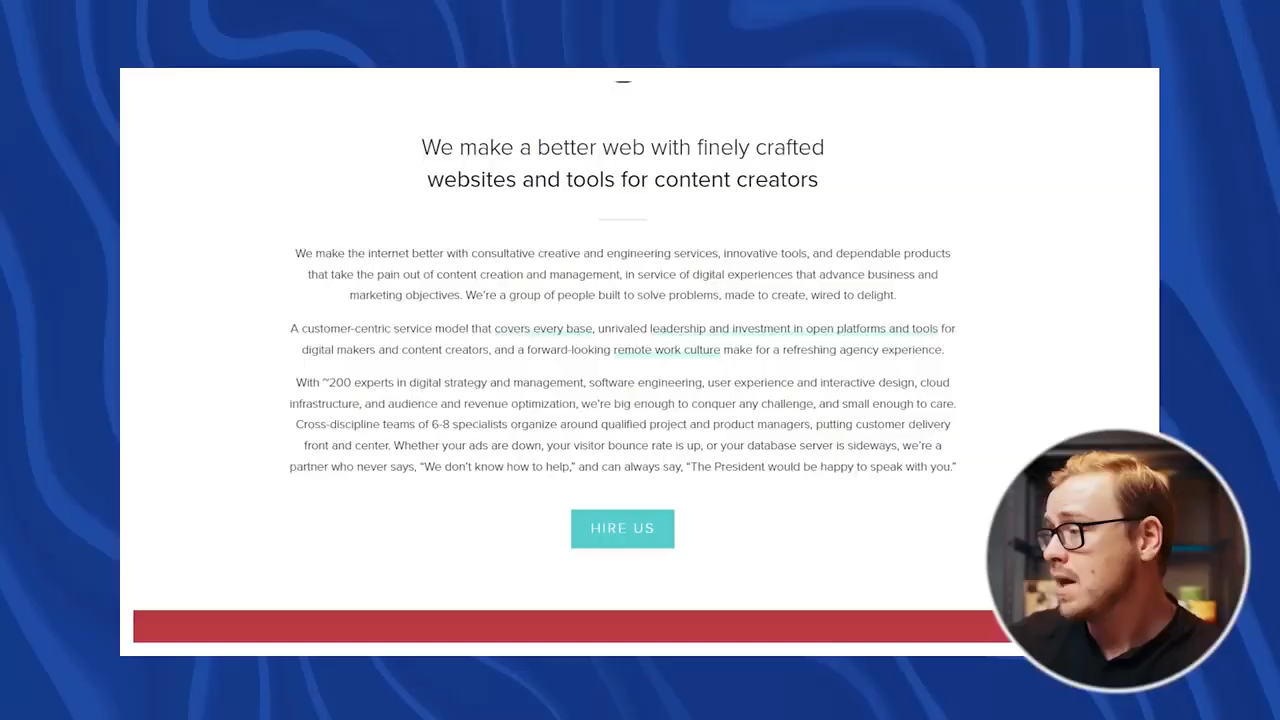 We make a better web with finely crafted
websites and tools for content creators
We make the internet better with consultative creative and engineering services, innovative tools, and dependable products
that take the pain out of content creation and management, in service of digital experiences that advance business and
marketing objectives. We’re a group of people built to solve problems, made to create, wired to delight.
A customer-centric service model that covers every base, unrivaled leadership and investment in open platforms and tools for
digital makers and content creators, and a forward-looking remote work culture make for a refreshing agency experience.
With ~200 experts in digital strategy and management, software engineering, user experience and interactive design, cloud
infrastructure, and audience and revenue optimization, we’re big enough to conquer any challenge, and small enough to care.
Cross-discipline teams of 6-8 specialists organize around qualified project and product managers, putting customer delivery
front and center. Whether your ads are down, your visitor bounce rate is up, or your database server is sideways, we’re a
partner who never says, “We don’t know how to help,” and can always say, “The President would be happy to speak with you.”
HIRE US